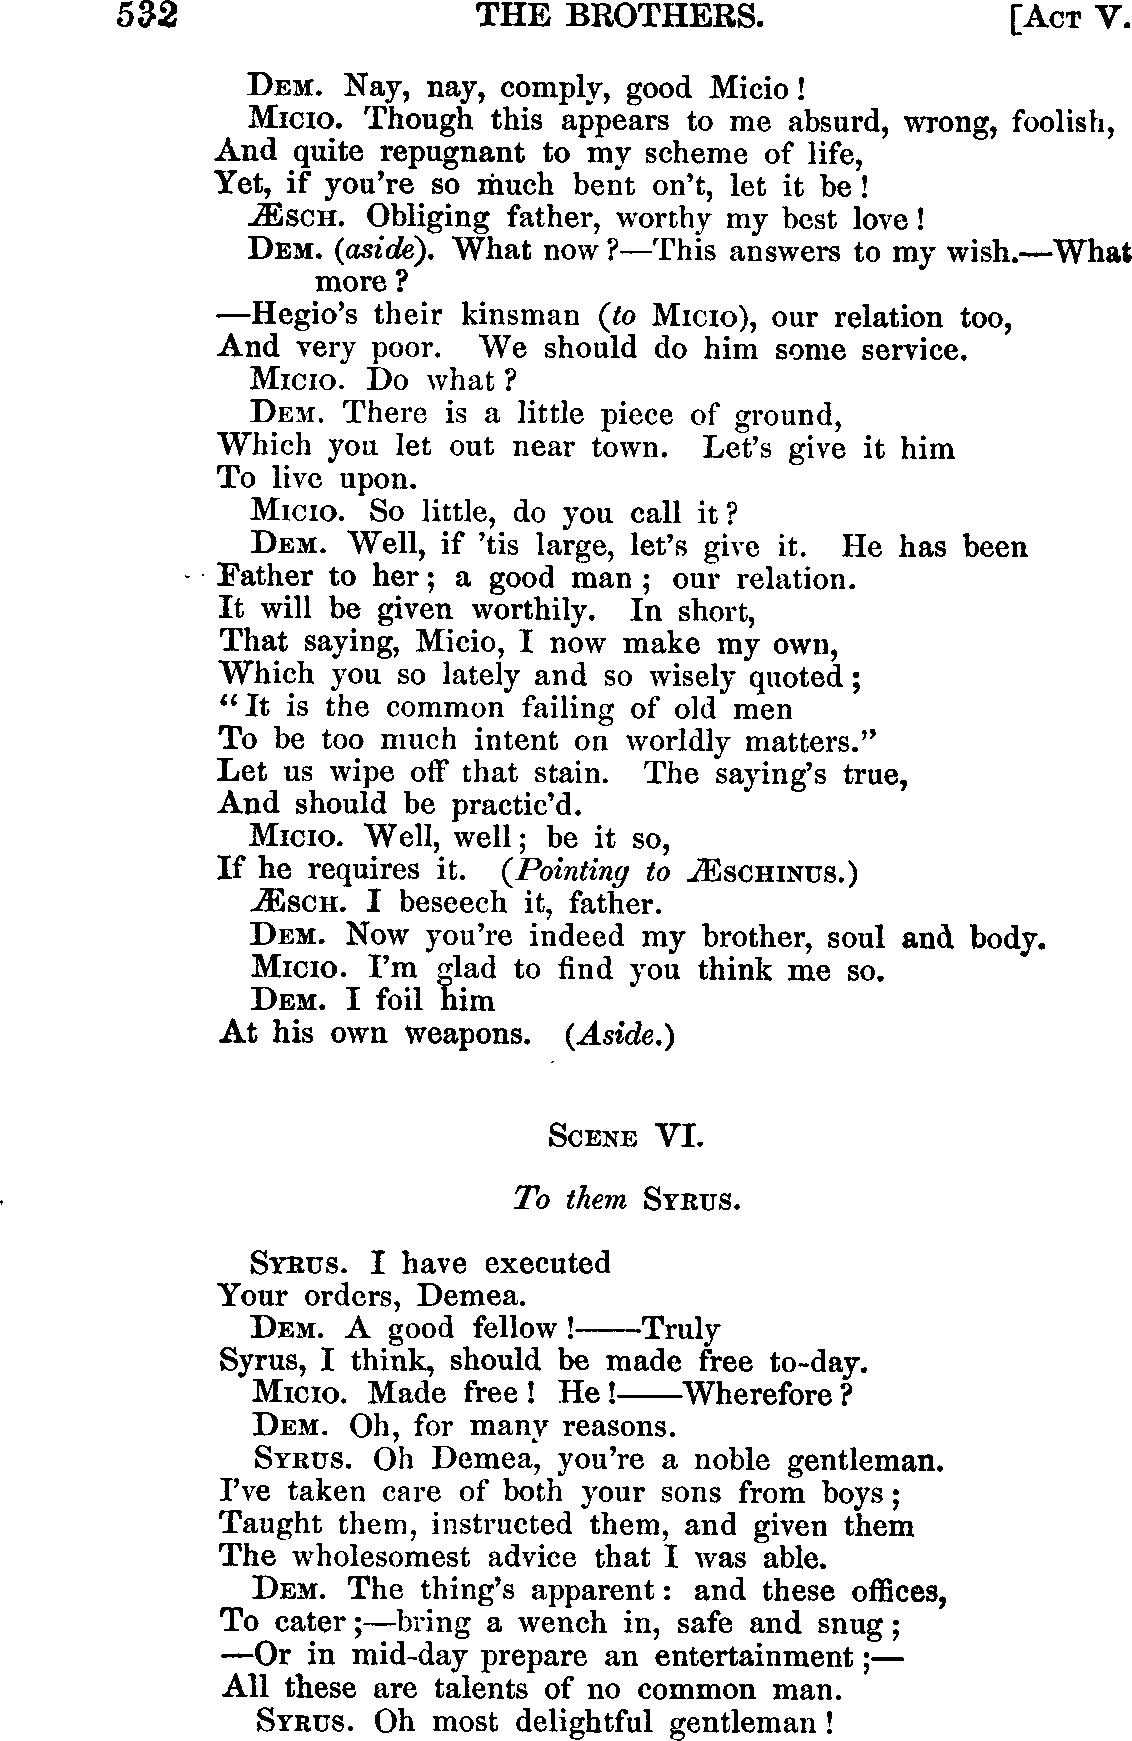 532 THE BROTHERS. [ACT V.
DEM. Nay, nay, comply, good Micio!
MICIO. Though this appears to me absurd, wrong, foolish,
And quite repugnant to my scheme of life,
Yet, if you're so much bent on't, let it be!
ÆSCH. Obliging father, worthy my best love!
DEM. (aside). What now?—This answers to my wish.—What
more?
—Hegio's their kinsman (to MICIO), our relation too,
And very poor. We should do him some service.
MICIO. Do what?
DEM. There is a little piece of ground,
Which you let out near town. Let's give it him
To live upon.
MICIO. So little, do you call it?
DEM. Well, if 'tis large, let's give it. He has been
Father to her; a good man; our relation.
It will be given worthily. In short,
That saying, Micio, I now make my own,
Which you so lately and so wisely quoted;
"It is the common failing of old men
To be too much intent on worldly matters."
Let us wipe off that stain. The saying's true,
And should be practic'd.
MICIO. Well, well; be it so,
If he requires it. (Pointing to ÆSCHINUS.)
ÆSCH. I beseech it, father.
DEM. Now you're indeed my brother, soul and body.
MICIO. I'm glad to find you think me so.
DEM. I foil him
At his own weapons. (Aside.)
SCENE VI.
To them SYRUS.
SYRUS. I have executed
Your orders, Demea.
DEM. A good fellow!——Truly
Syrus, I think, should be made free to-day.
MICIO. Made free! He!——Wherefore?
DEM. Oh, for many reasons.
SYRUS. Oh Demea, you're a noble gentleman.
I've taken care of both your sons from boys;
Taught them, instructed them, and given them
The wholesomest advice that I was able.
DEM. The thing's apparent: and these offices,
To cater;—bring a wench in, safe and snug;
—Or in mid-day prepare an entertainment;—
All these are talents of no common man.
SYRUS. Oh most delightful gentleman!